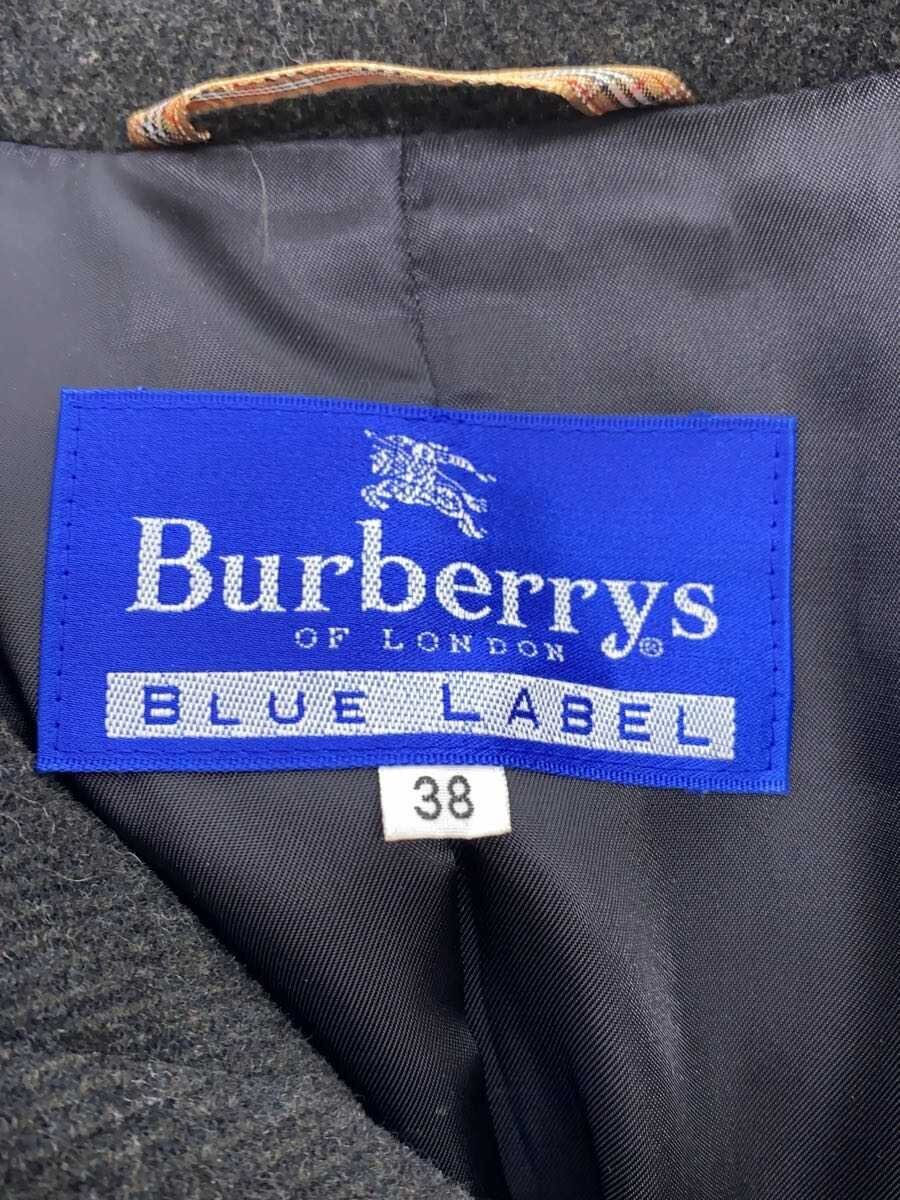 Burberrys®
OF LONDON
BLUE LABEL
38